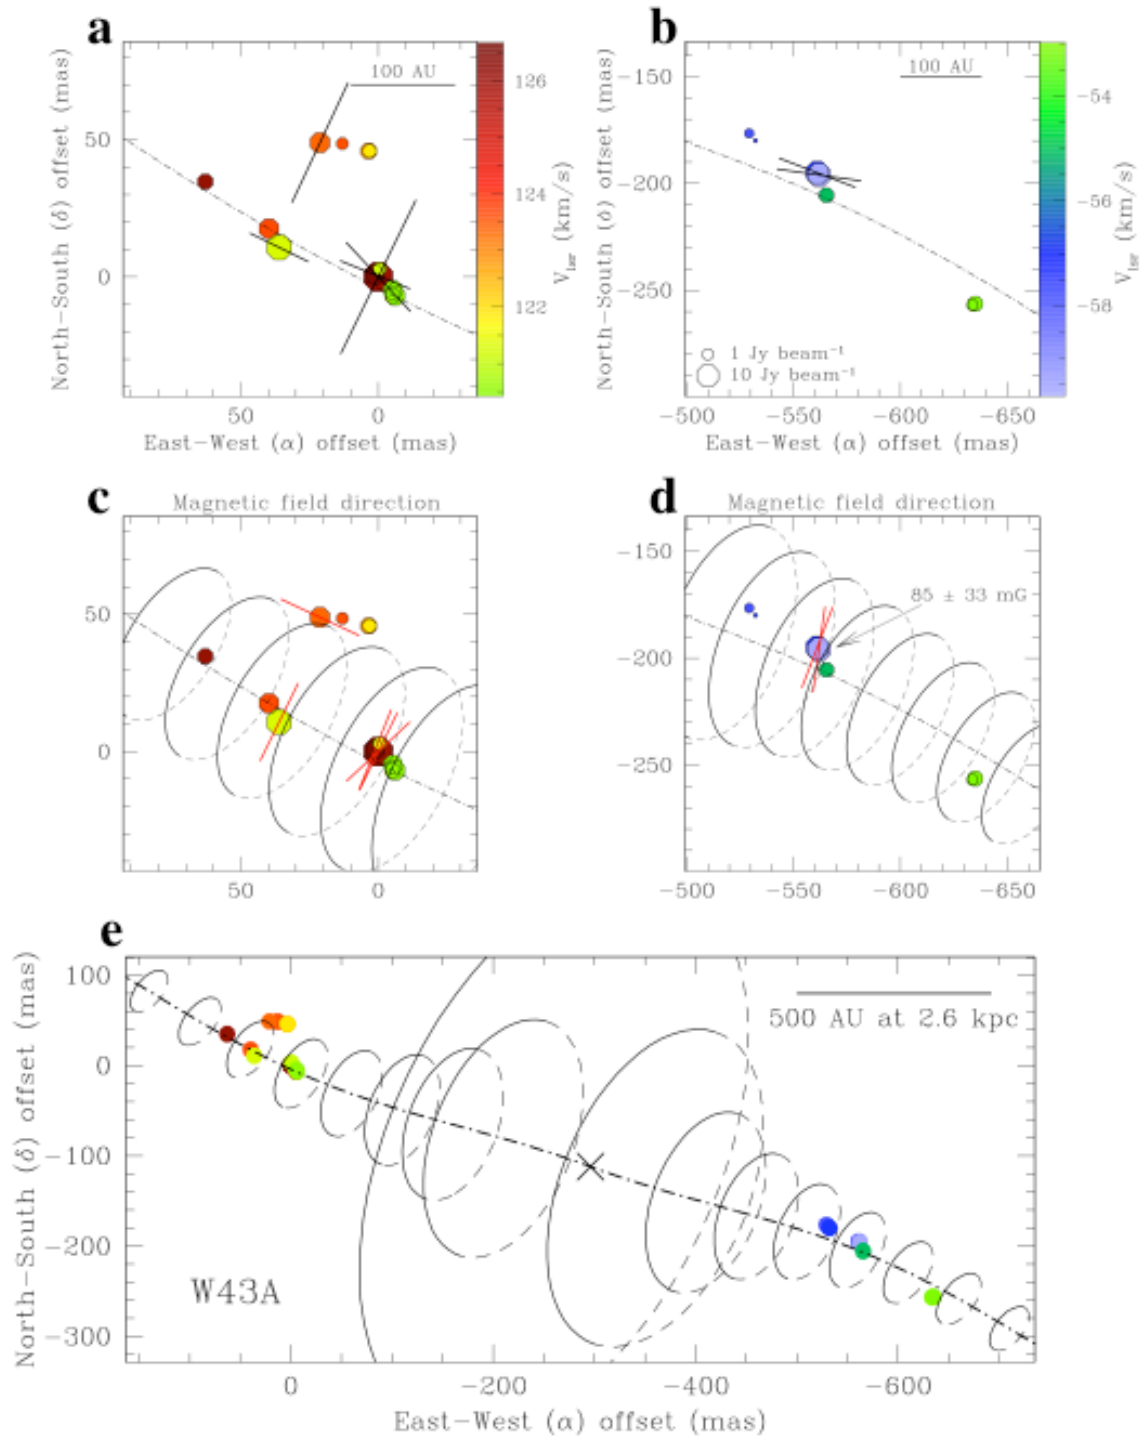 a
b
100 AU
100 AU
North−South (δ) offset (mas)
50
0
126
124
122
V_lsr (km/s)
North−South (δ) offset (mas)
−150
−200
−250
−54
−56
−58
V_lsr (km/s)
1 Jy beam⁻¹
10 Jy beam⁻¹
50
0
−500
−550
−600
−650
East−West (α) offset (mas)
East−West (α) offset (mas)
c
d
Magnetic field direction
Magnetic field direction
50
0
−150
−200
−250
85 ± 33 mG
50
0
−500
−550
−600
−650
e
North−South (δ) offset (mas)
100
0
−100
−200
−300
500 AU at 2.6 kpc
W43A
0
−200
−400
−600
East−West (α) offset (mas)